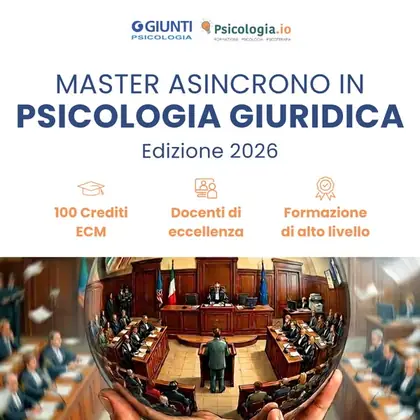 GIUNTI
PSICOLOGIA
Psicologia.io
MASTER ASINCRONO IN
PSICOLOGIA GIURIDICA
Edizione 2026
100 Crediti
ECM
Docenti di
eccellenza
Formazione
di alto livello